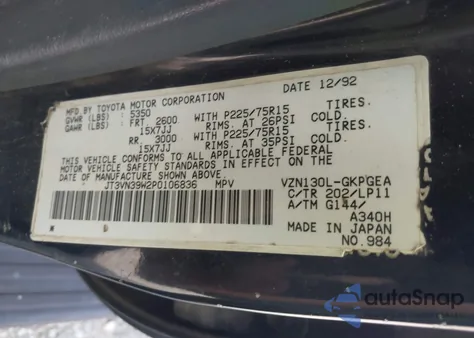 MFD.BY TOYOTA MOTOR CORPORATION DATE 12/92
GVWR (LBS) : 5350
GAWR (LBS) : FRT. 2600 WITH P225/75R15 TIRES.
15X7JJ RIMS, AT 26PSI COLD.
RR. 3000 WITH P225/75R15 TIRES.
15X7JJ RIMS, AT 35PSI COLD.
THIS VEHICLE CONFORMS TO ALL APPLICABLE FEDERAL
MOTOR VEHICLE SAFETY STANDARDS IN EFFECT ON THE
DATE OF MANUFACTURE SHOWN ABOVE.
JT3VN39W2P0106836 MPV VZN130L-GKPGEA
C/TR 202/LP11
A/TM G144/
A340H
MADE IN JAPAN
NO.984
autoSnap